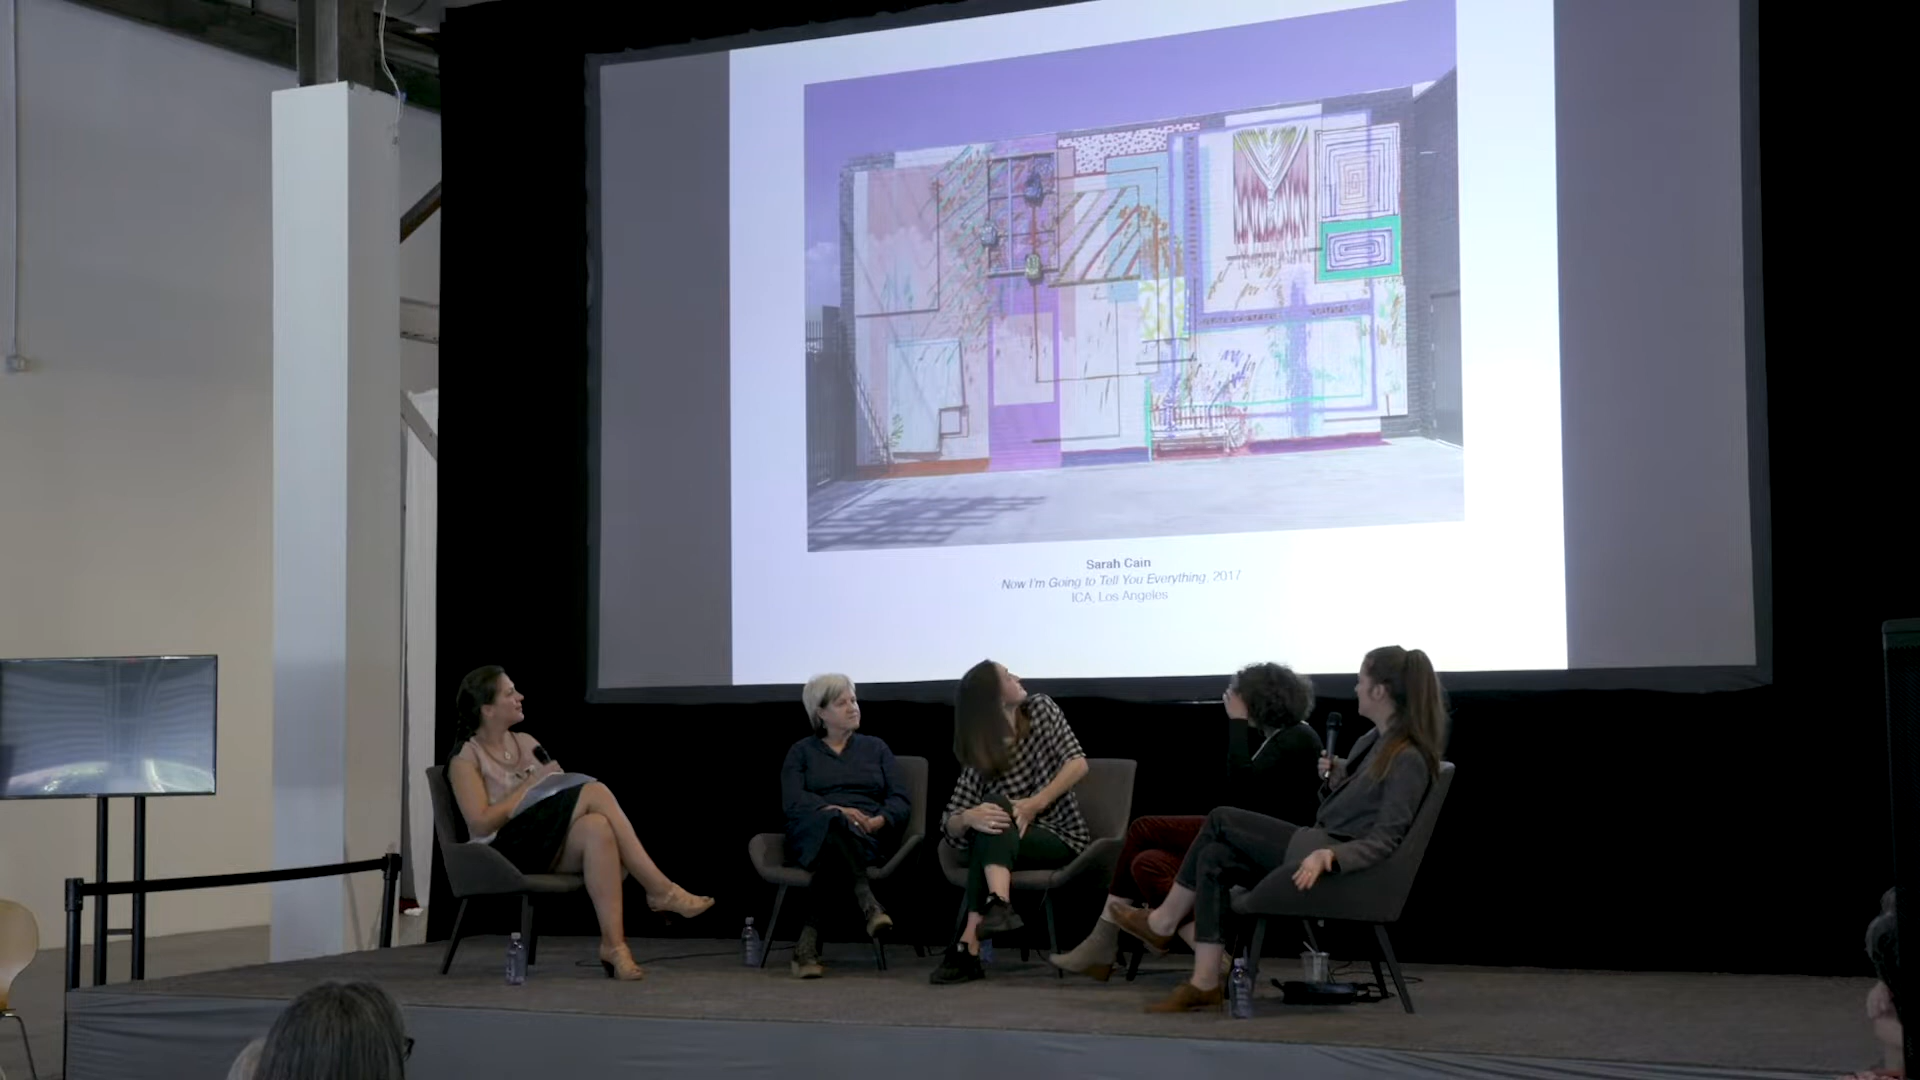 Sarah Cain
Now I'm Going to Tell You Everything, 2017
ICA, Los Angeles